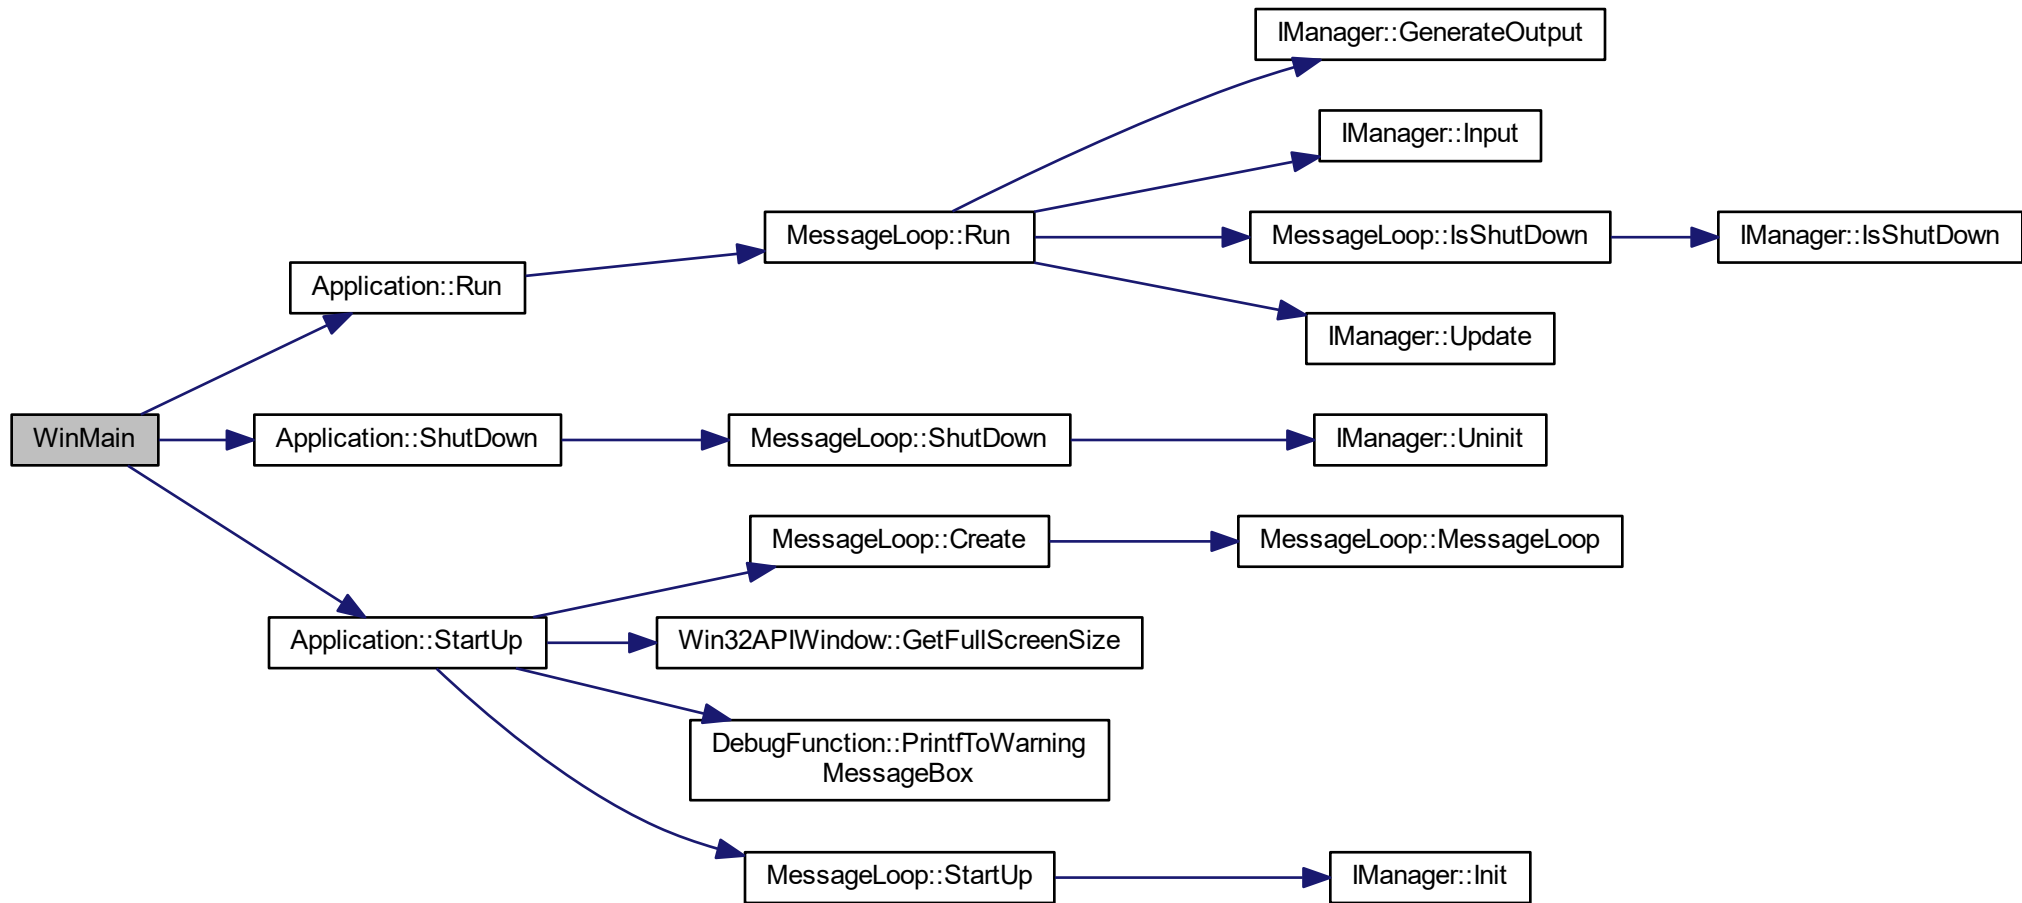 IManager::GenerateOutput
IManager::Input
MessageLoop::Run
MessageLoop::IsShutDown
IManager::IsShutDown
Application::Run
IManager::Update
WinMain
Application::ShutDown
MessageLoop::ShutDown
IManager::Uninit
MessageLoop::Create
MessageLoop::MessageLoop
Application::StartUp
Win32APIWindow::GetFullScreenSize
DebugFunction::PrintfToWarning
MessageBox
MessageLoop::StartUp
IManager::Init